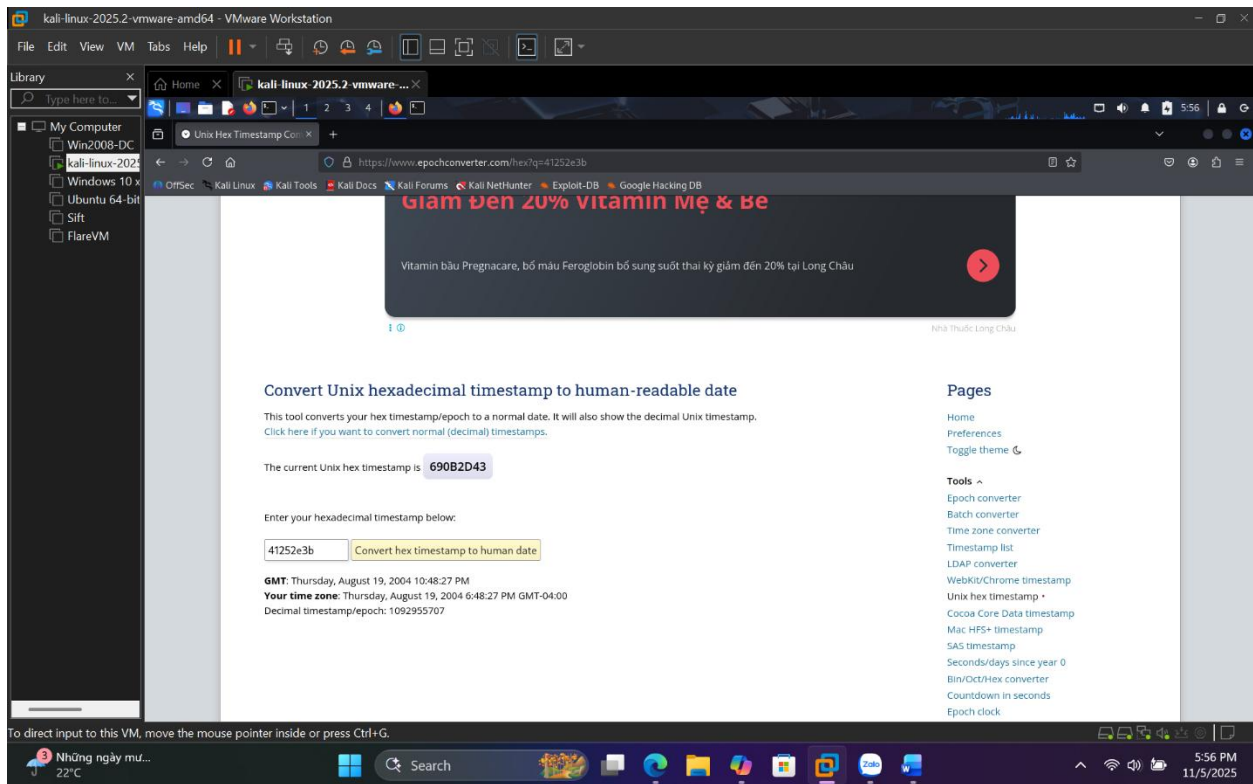 kali-linux-2025.2-vmware-amd64 - VMware Workstation
File Edit View VM Tabs Help
Library
Type here to...
My Computer
Win2008-DC
kali-linux-202
Windows 10 x
Ubuntu 64-bit
Sift
FlareVM
Home
kali-linux-2025.2-vmware-...
1 2 3 4
5:56
Unix Hex Timestamp Con
https://www.epochconverter.com/hex?q=41252e3b
OffSec Kali Linux Kali Tools Kali Docs Kali Forums Kali NetHunter Exploit-DB Google Hacking DB
Giảm Đến 20% Vitamin Mẹ & Bé
Vitamin bầu Pregnacare, bổ máu Feroglobin bổ sung suốt thai kỳ giảm đến 20% tại Long Châu
Nhà Thuốc Long Châu
Convert Unix hexadecimal timestamp to human-readable date
This tool converts your hex timestamp/epoch to a normal date. It will also show the decimal Unix timestamp.
Click here if you want to convert normal (decimal) timestamps.
The current Unix hex timestamp is 690B2D43
Enter your hexadecimal timestamp below:
41252e3b Convert hex timestamp to human date
GMT: Thursday, August 19, 2004 10:48:27 PM
Your time zone: Thursday, August 19, 2004 6:48:27 PM GMT-04:00
Decimal timestamp/epoch: 1092955707
Pages
Home
Preferences
Toggle theme
Tools
Epoch converter
Batch converter
Time zone converter
Timestamp list
LDAP converter
WebKit/Chrome timestamp
Unix hex timestamp •
Cocoa Core Data timestamp
Mac HFS+ timestamp
SAS timestamp
Seconds/days since year 0
Bin/Oct/Hex converter
Countdown in seconds
Epoch clock
To direct input to this VM, move the mouse pointer inside or press Ctrl+G.
3
Những ngày mư...
22°C
Search
Zalo
5:56 PM
11/5/2025